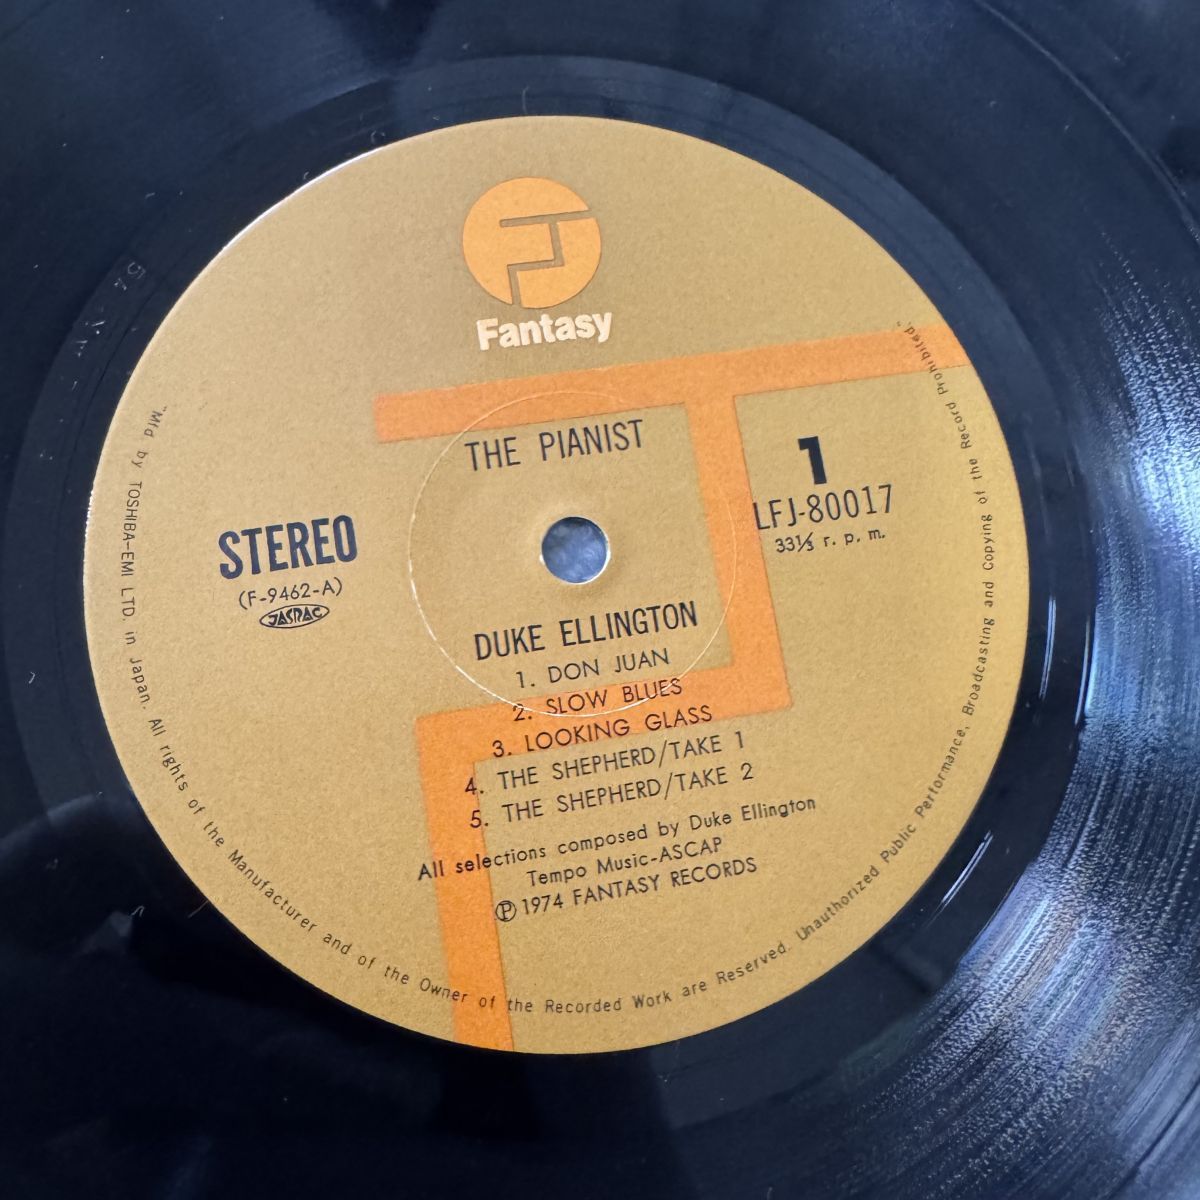 Fantasy
THE PIANIST
1
LFJ-80017
33⅓ r. p. m.
STEREO
(F-9462-A)
JASRAC
DUKE ELLINGTON
1. DON JUAN
2. SLOW BLUES
3. LOOKING GLASS
4. THE SHEPHERD/TAKE 1
5. THE SHEPHERD/TAKE 2
All selections composed by Duke Ellington
Tempo Music-ASCAP
Ⓟ1974 FANTASY RECORDS
"Mfd by TOSHIBA-EMI LTD. in Japan. All rights of the Manufacturer and of the Owner of the Recorded Work are Reserved. Unauthorized Public Performance, Broadcasting and Copying of the Record Prohibited."